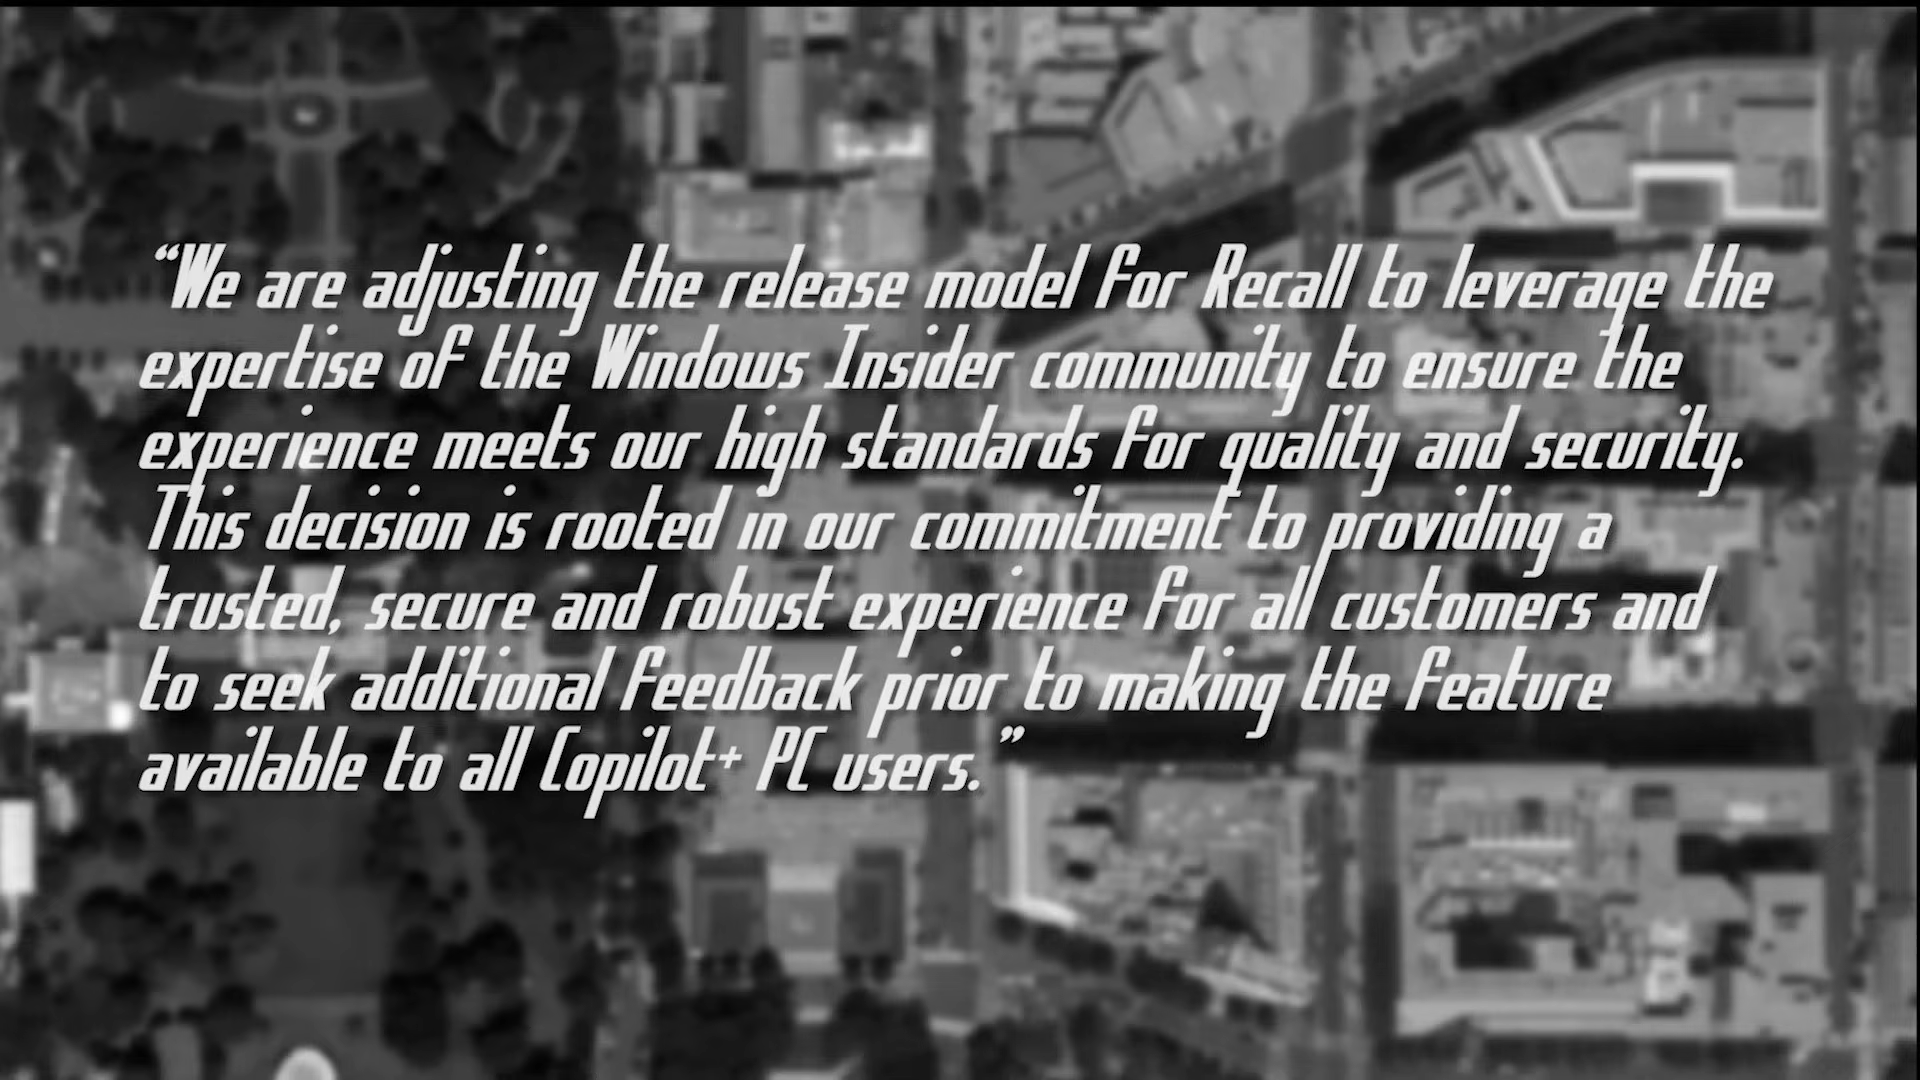 “We are adjusting the release model for Recall to leverage the
expertise of the Windows Insider community to ensure the
experience meets our high standards for quality and security.
This decision is rooted in our commitment to providing a
trusted, secure and robust experience for all customers and
to seek additional feedback prior to making the feature
available to all Copilot+ PC users.”